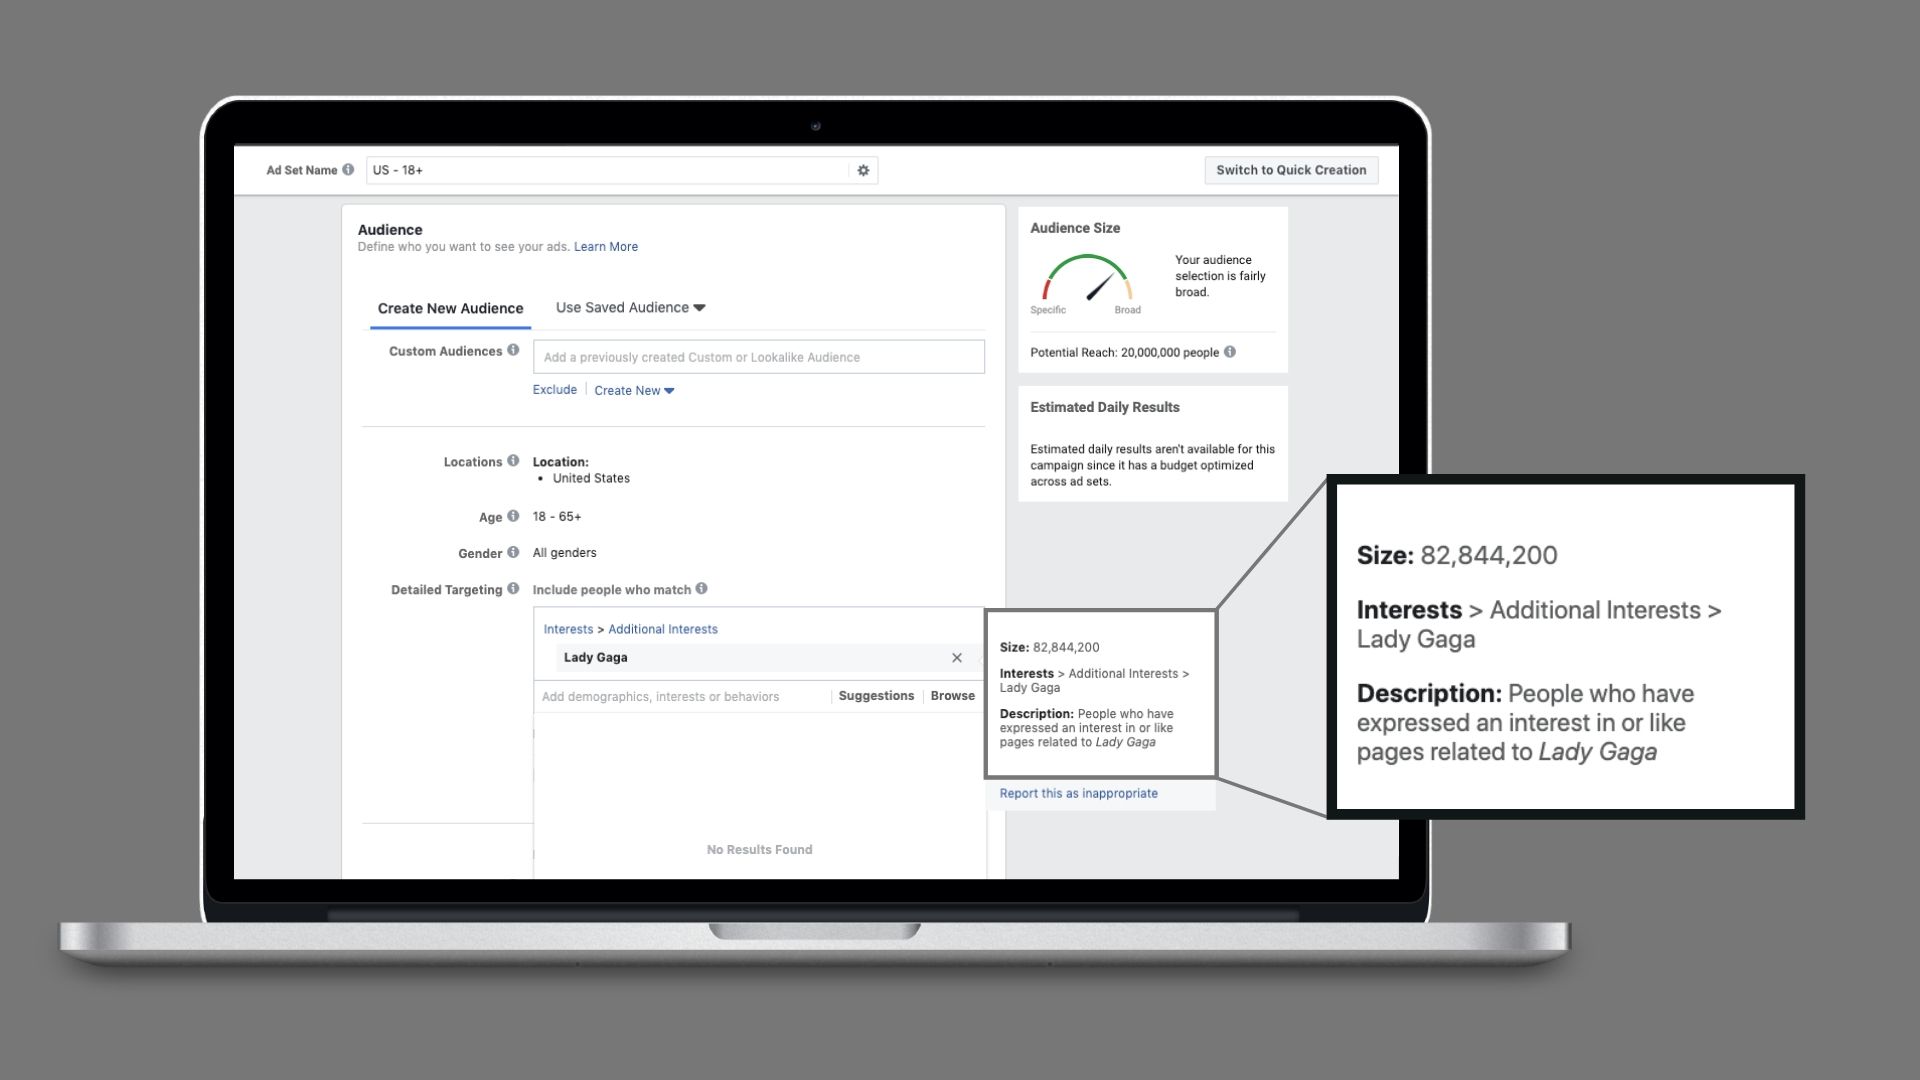 Ad Set Name
US - 18+
Switch to Quick Creation
Audience
Define who you want to see your ads. Learn More
Create New Audience
Use Saved Audience
Custom Audiences
Add a previously created Custom or Lookalike Audience
Exclude
Create New
Locations
Location:
• United States
Age
18 - 65+
Gender
All genders
Detailed Targeting
Include people who match
Interests > Additional Interests
Lady Gaga
Add demographics, interests or behaviors
Suggestions
Browse
No Results Found
Audience Size
Your audience
selection is fairly
broad.
Specific
Broad
Potential Reach: 20,000,000 people
Estimated Daily Results
Estimated daily results aren't available for this
campaign since it has a budget optimized
across ad sets.
Size: 82,844,200
Interests > Additional Interests >
Lady Gaga
Description: People who have
expressed an interest in or like
pages related to Lady Gaga
Report this as inappropriate
Size: 82,844,200
Interests > Additional Interests >
Lady Gaga
Description: People who have
expressed an interest in or like
pages related to Lady Gaga